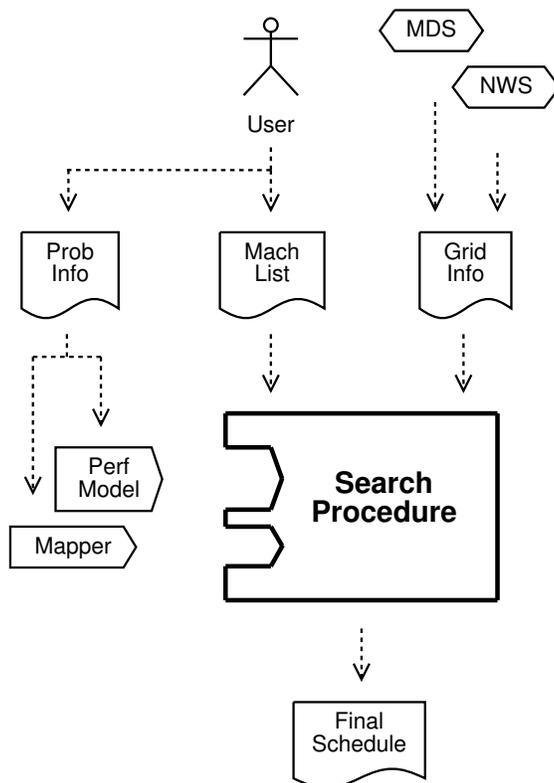 MDS
NWS
User
Prob
Info
Mach
List
Grid
Info
Perf
Model
Mapper
Search
Procedure
Final
Schedule